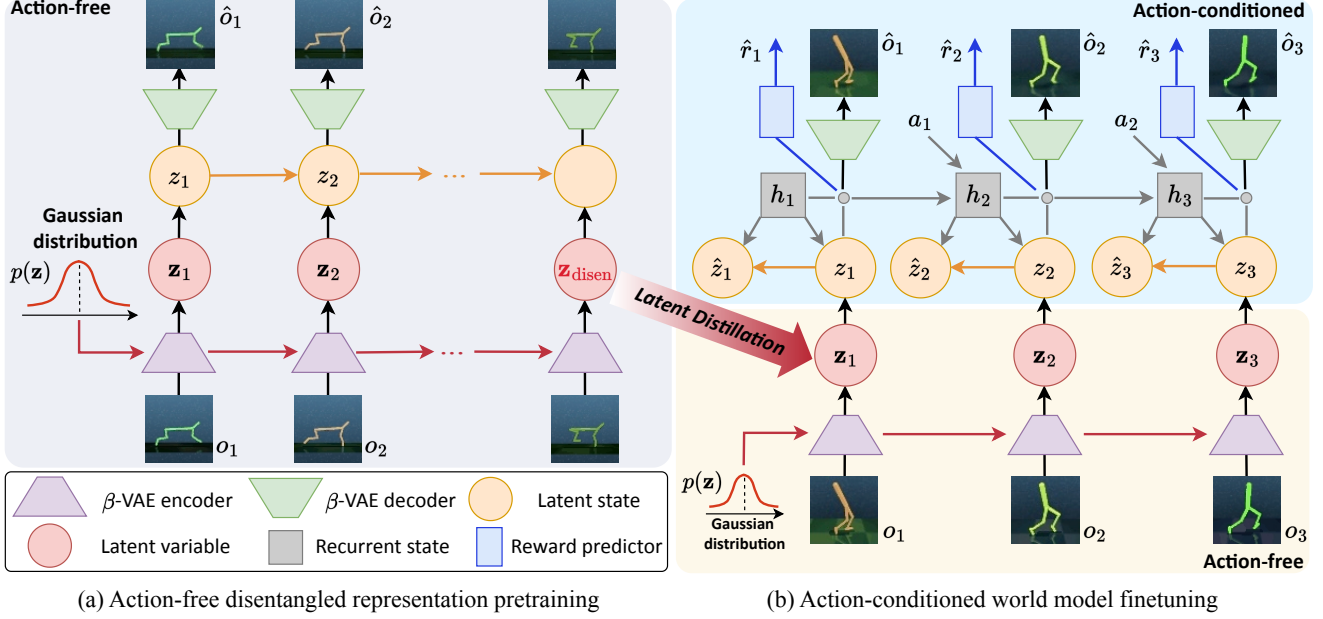 Action-free
ô₁
ô₂
z₁
z₂
...
Gaussian
distribution
p(𝐳)
𝐳₁
𝐳₂
𝐳disen
...
o₁
o₂
β-VAE encoder
β-VAE decoder
Latent state
Latent variable
Recurrent state
Reward predictor
(a) Action-free disentangled representation pretraining
Latent Distillation
Action-conditioned
r̂₁
ô₁
r̂₂
ô₂
r̂₃
ô₃
a₁
a₂
h₁
h₂
h₃
ẑ₁
z₁
ẑ₂
z₂
ẑ₃
z₃
𝐳₁
𝐳₂
𝐳₃
p(𝐳)
Gaussian
distribution
o₁
o₂
o₃
Action-free
(b) Action-conditioned world model finetuning